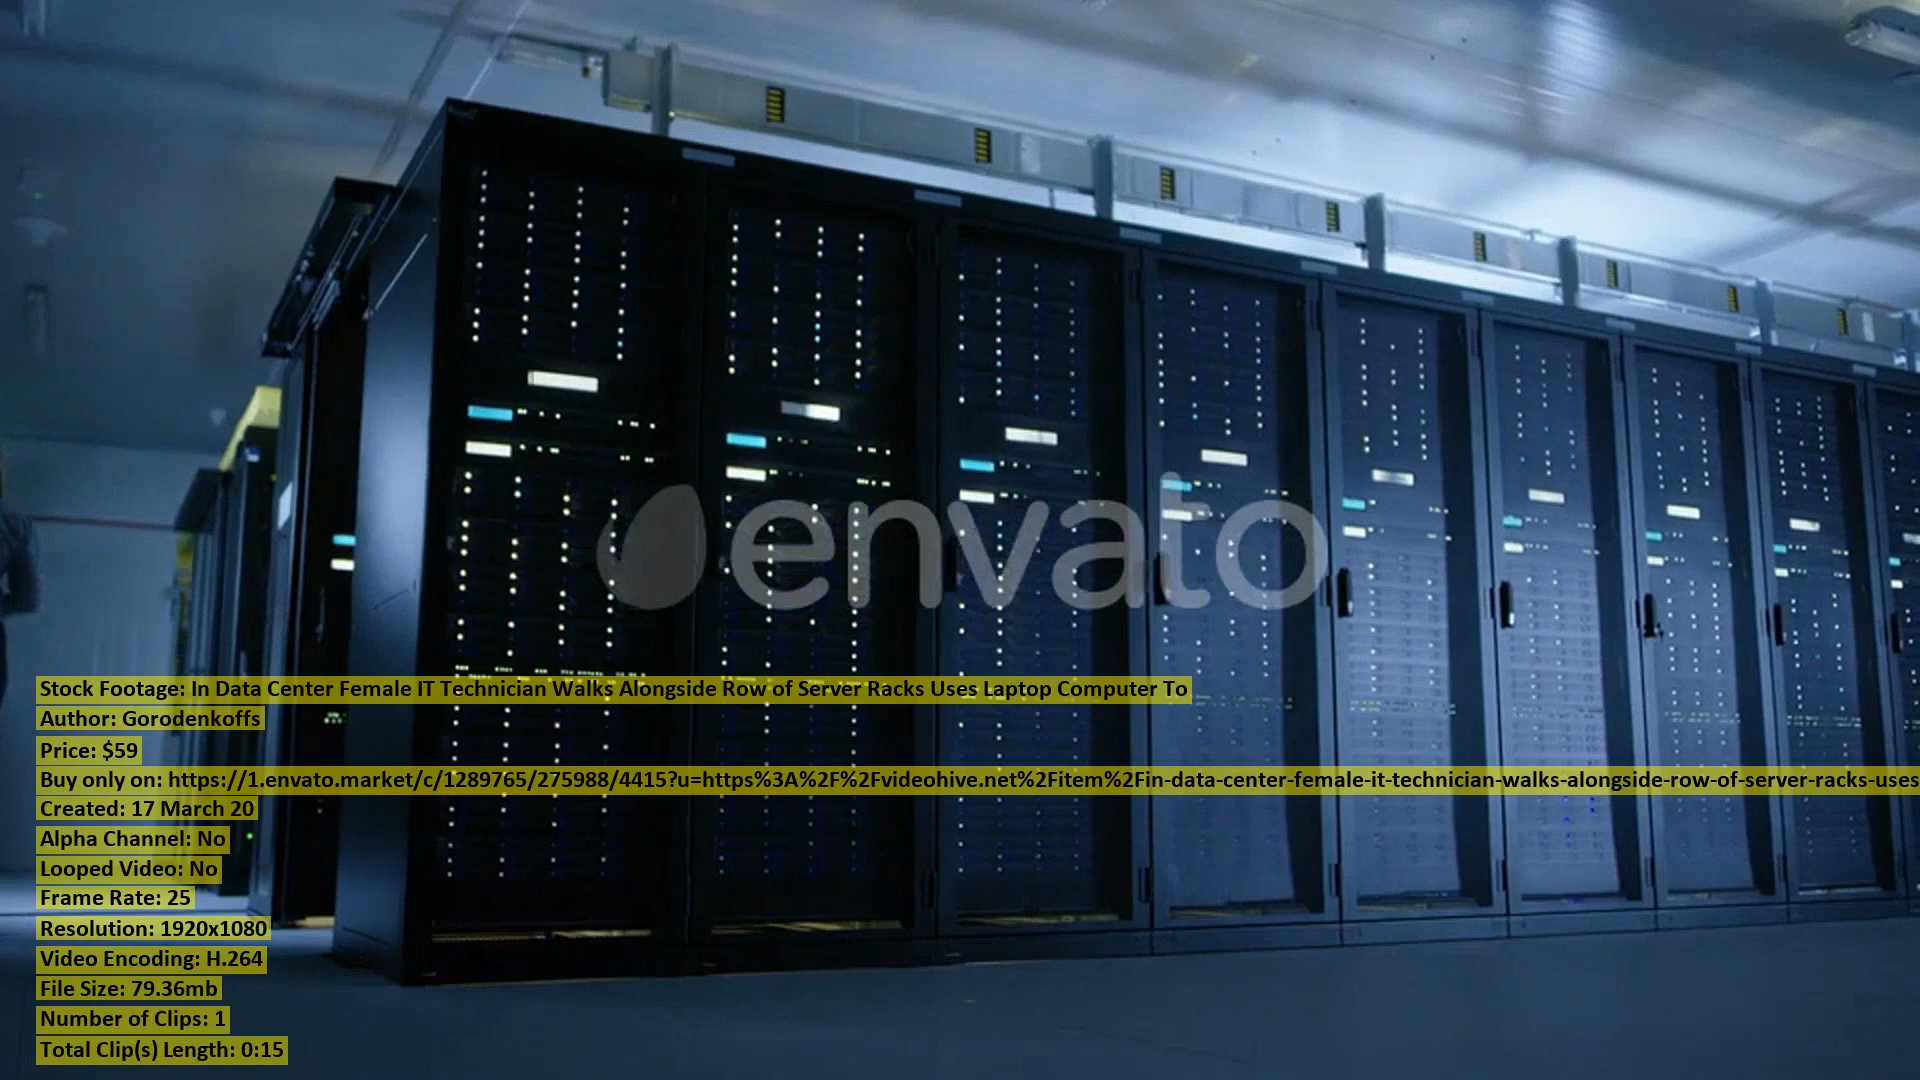 envato
Stock Footage: In Data Center Female IT Technician Walks Alongside Row of Server Racks Uses Laptop Computer To
Author: Gorodenkoffs
Price: $59
Buy only on: https://1.envato.market/c/1289765/275988/4415?u=https%3A%2F%2Fvideohive.net%2Fitem%2Fin-data-center-female-it-technician-walks-alongside-row-of-server-racks-uses
Created: 17 March 20
Alpha Channel: No
Looped Video: No
Frame Rate: 25
Resolution: 1920x1080
Video Encoding: H.264
File Size: 79.36mb
Number of Clips: 1
Total Clip(s) Length: 0:15